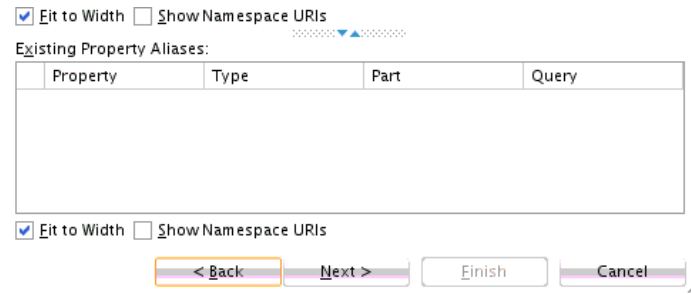 Fit to Width Show Namespace URIs
Existing Property Aliases:
Property Type Part Query
Fit to Width Show Namespace URIs
< Back Next > Finish Cancel